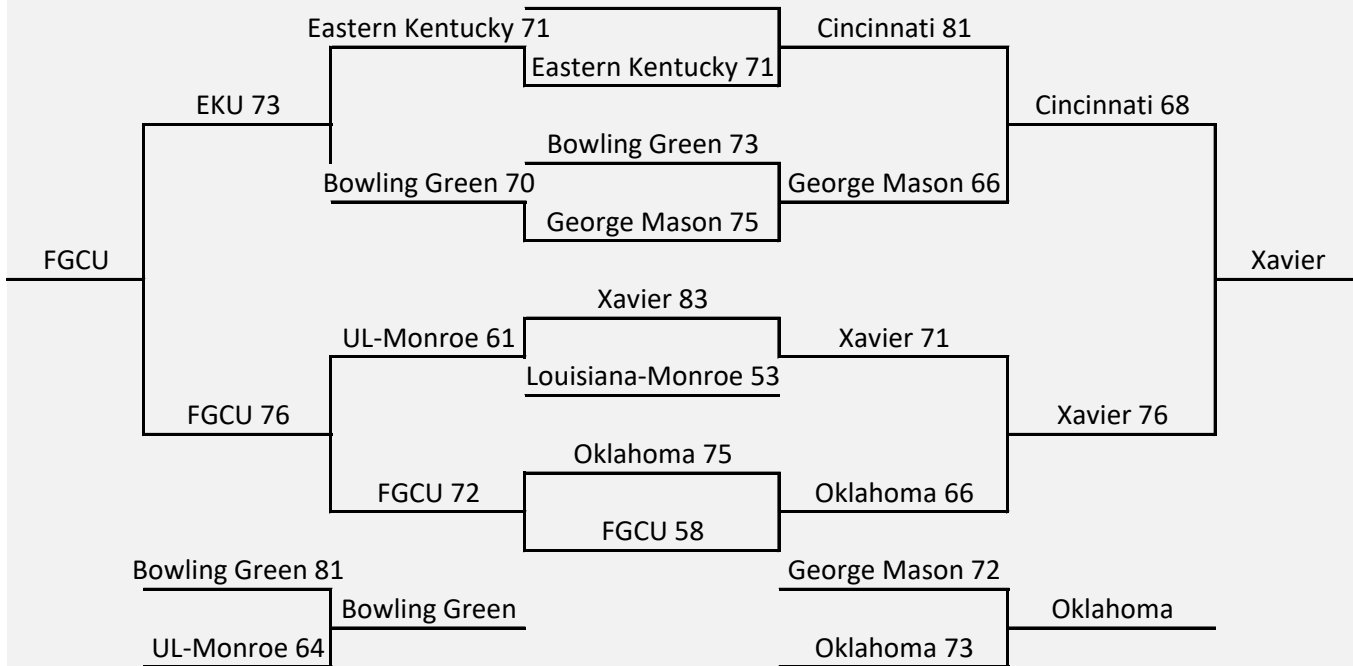 Eastern Kentucky 71
Cincinnati 81
Eastern Kentucky 71
EKU 73
Cincinnati 68
Bowling Green 73
Bowling Green 70
George Mason 66
George Mason 75
FGCU
Xavier
Xavier 83
UL-Monroe 61
Xavier 71
Louisiana-Monroe 53
FGCU 76
Xavier 76
Oklahoma 75
FGCU 72
Oklahoma 66
FGCU 58
Bowling Green 81
George Mason 72
Bowling Green
Oklahoma
UL-Monroe 64
Oklahoma 73